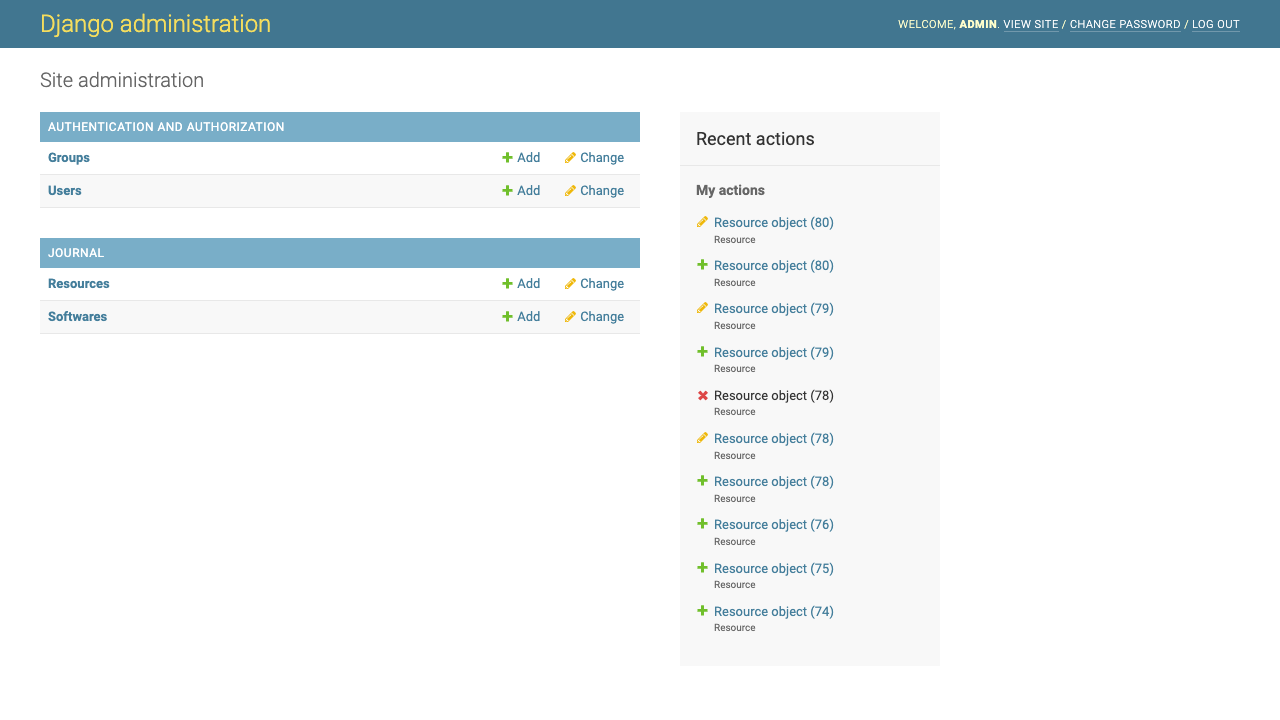 Django administration
WELCOME, ADMIN. VIEW SITE / CHANGE PASSWORD / LOG OUT
Site administration
AUTHENTICATION AND AUTHORIZATION
Groups Add Change
Users Add Change
JOURNAL
Resources Add Change
Softwares Add Change
Recent actions
My actions
Resource object (80)
Resource
Resource object (80)
Resource
Resource object (79)
Resource
Resource object (79)
Resource
Resource object (78)
Resource
Resource object (78)
Resource
Resource object (78)
Resource
Resource object (76)
Resource
Resource object (75)
Resource
Resource object (74)
Resource